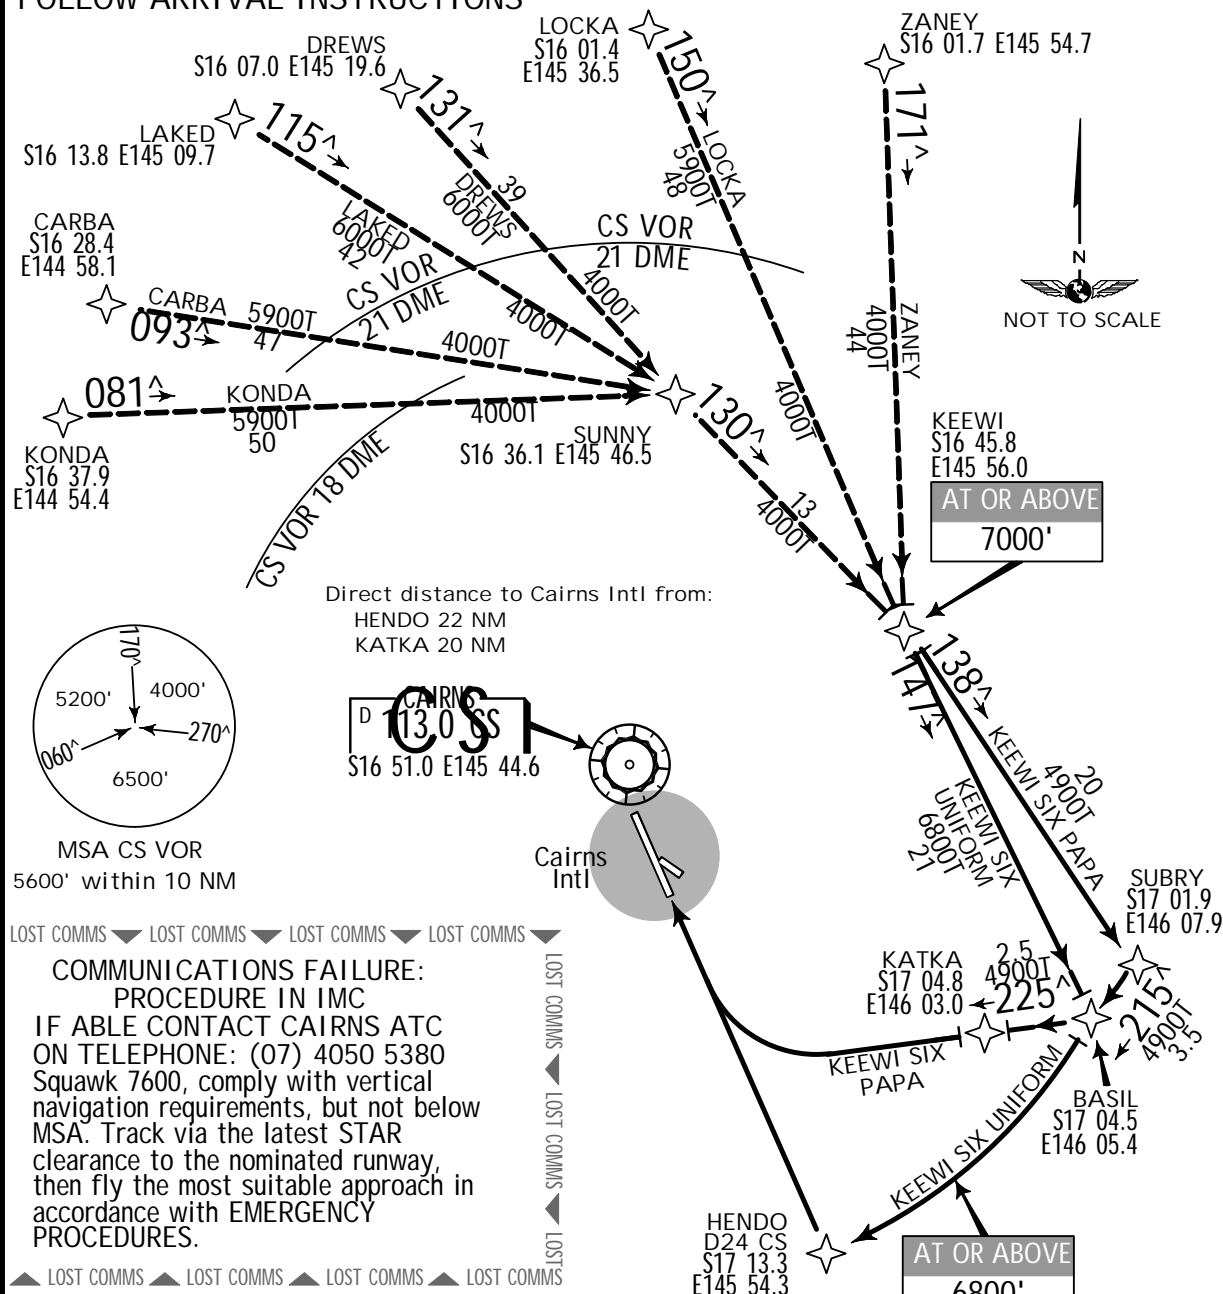 FOLLOW ARRIVAL INSTRUCTIONS
LOCKA
S16 01.4
E145 36.5
ZANEY
S16 01.7 E145 54.7
DREWS
S16 07.0 E145 19.6
LAKED
S16 13.8 E145 09.7
CARBA
S16 28.4
E144 58.1
KONDA
S16 37.9
E144 54.4
115^
LAKED
6000T
42
4000T
131^
39
DREWS
6000T
4000T
150^
LOCKA
5900T
48
4000T
171^
ZANEY
4000T
44
CARBA
093^
5900T
47
4000T
081^
KONDA
5900T
50
4000T
CS VOR
21 DME
CS VOR
21 DME
CS VOR 18 DME
SUNNY
S16 36.1 E145 46.5
130^
13
4000T
N
NOT TO SCALE
KEEWI
S16 45.8
E145 56.0
AT OR ABOVE
7000'
Direct distance to Cairns Intl from:
HENDO 22 NM
KATKA 20 NM
CAIRNS
D 113.0 CS
CS
S16 51.0 E145 44.6
170^
5200'
4000'
060^
270^
6500'
MSA CS VOR
5600' within 10 NM
Cairns
Intl
138^
KEEWI SIX PAPA
20
4900T
147^
KEEWI SIX
UNIFORM
6800T
21
SUBRY
S17 01.9
E146 07.9
215^
4900T
3.5
KATKA
S17 04.8
E146 03.0
2.5
4900T
225^
BASIL
S17 04.5
E146 05.4
KEEWI SIX
PAPA
KEEWI SIX UNIFORM
HENDO
D24 CS
S17 13.3
E145 54.3
AT OR ABOVE
6800'
LOST COMMS LOST COMMS LOST COMMS LOST COMMS
COMMUNICATIONS FAILURE:
PROCEDURE IN IMC
IF ABLE CONTACT CAIRNS ATC
ON TELEPHONE: (07) 4050 5380
Squawk 7600, comply with vertical
navigation requirements, but not below
MSA. Track via the latest STAR
clearance to the nominated runway,
then fly the most suitable approach in
accordance with EMERGENCY
PROCEDURES.
LOST COMMS LOST COMMS LOST
LOST COMMS LOST COMMS LOST COMMS LOST COMMS